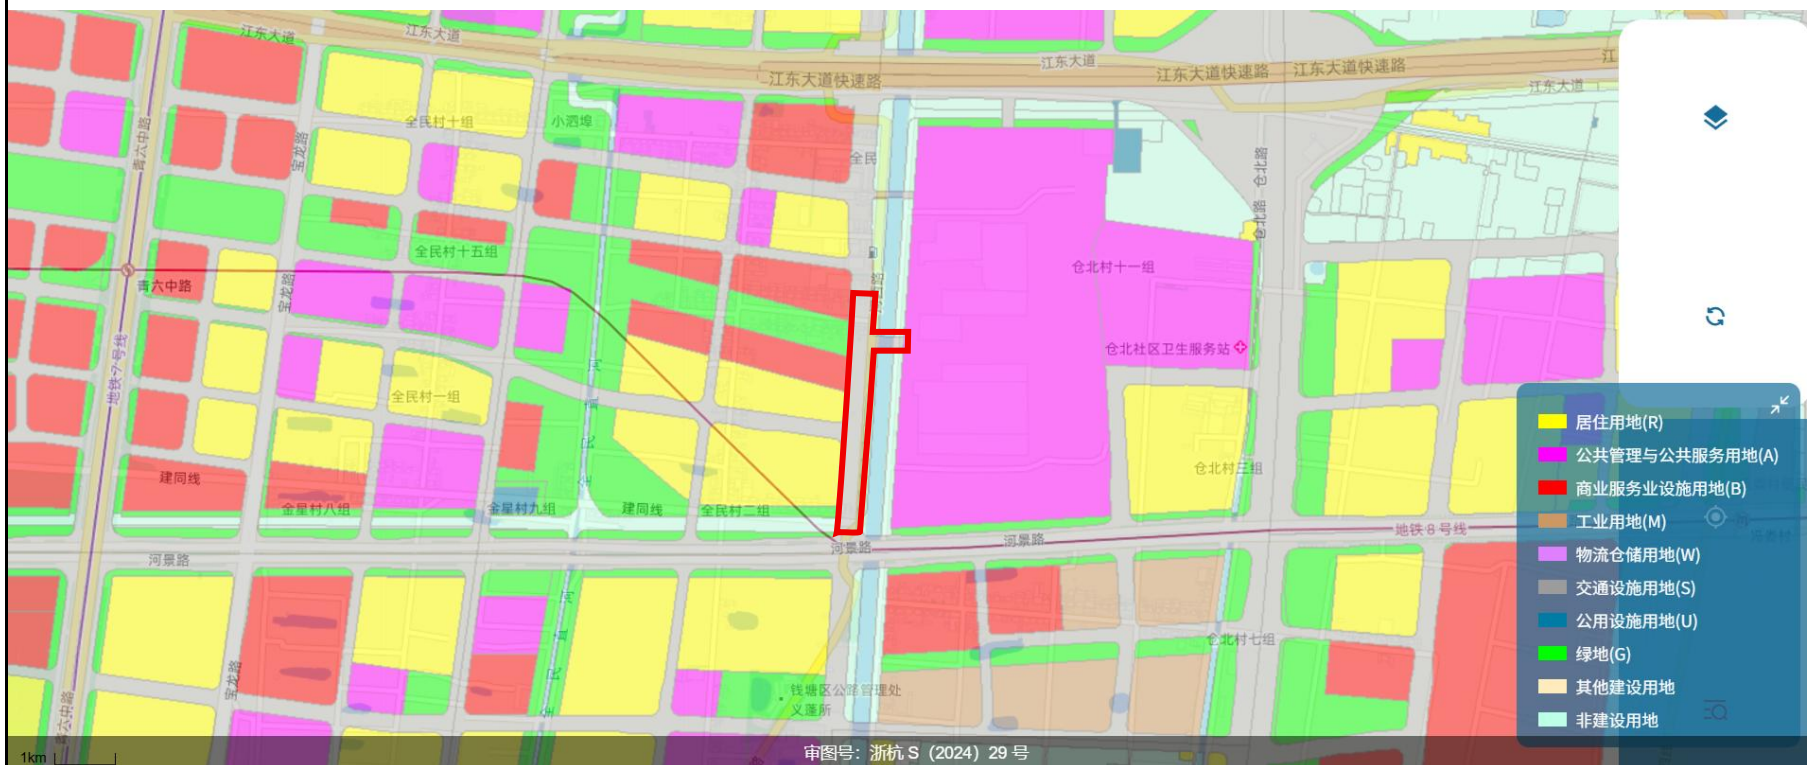 江东大道
江东大道
江东大道快速路
江东大道
江东大道快速路
江东大道快速路
江
江东大道
青六中路
宝龙路
全民村十组
小泗埠
全民
仓北路
仓北路
全民村十五组
青六中路
宝龙路
仓北村十一组
地铁7号线
全民村一组
仓北社区卫生服务站
全民直河
建同线
仓北村三组
金星村八组
金星村九组
建同线
全民村二组
河景路
河景路
河景路
地铁8号线
仓北村七组
全民直河
宝龙路
青六中路
钱塘区公路管理处
义蓬所
居住用地(R)
公共管理与公共服务用地(A)
商业服务业设施用地(B)
工业用地(M)
物流仓储用地(W)
交通设施用地(S)
公用设施用地(U)
绿地(G)
其他建设用地
非建设用地
1km
审图号：浙杭 S（2024）29 号